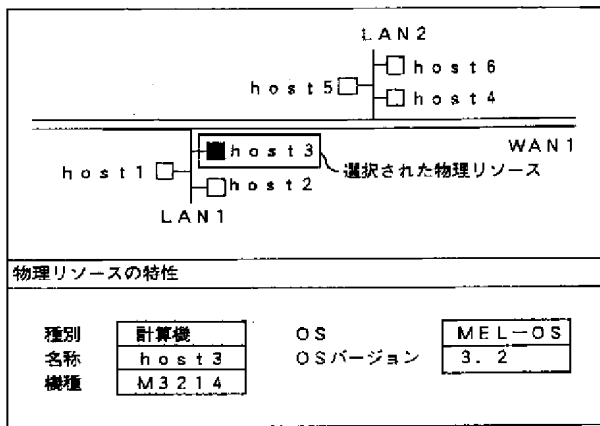 LAN2
host6
host5
host4
WAN1
host3
host1
選択された物理リソース
host2
LAN1
物理リソースの特性
種別 計算機 OS MEL-OS
名称 host3 OSバージョン 3.2
機種 M3214